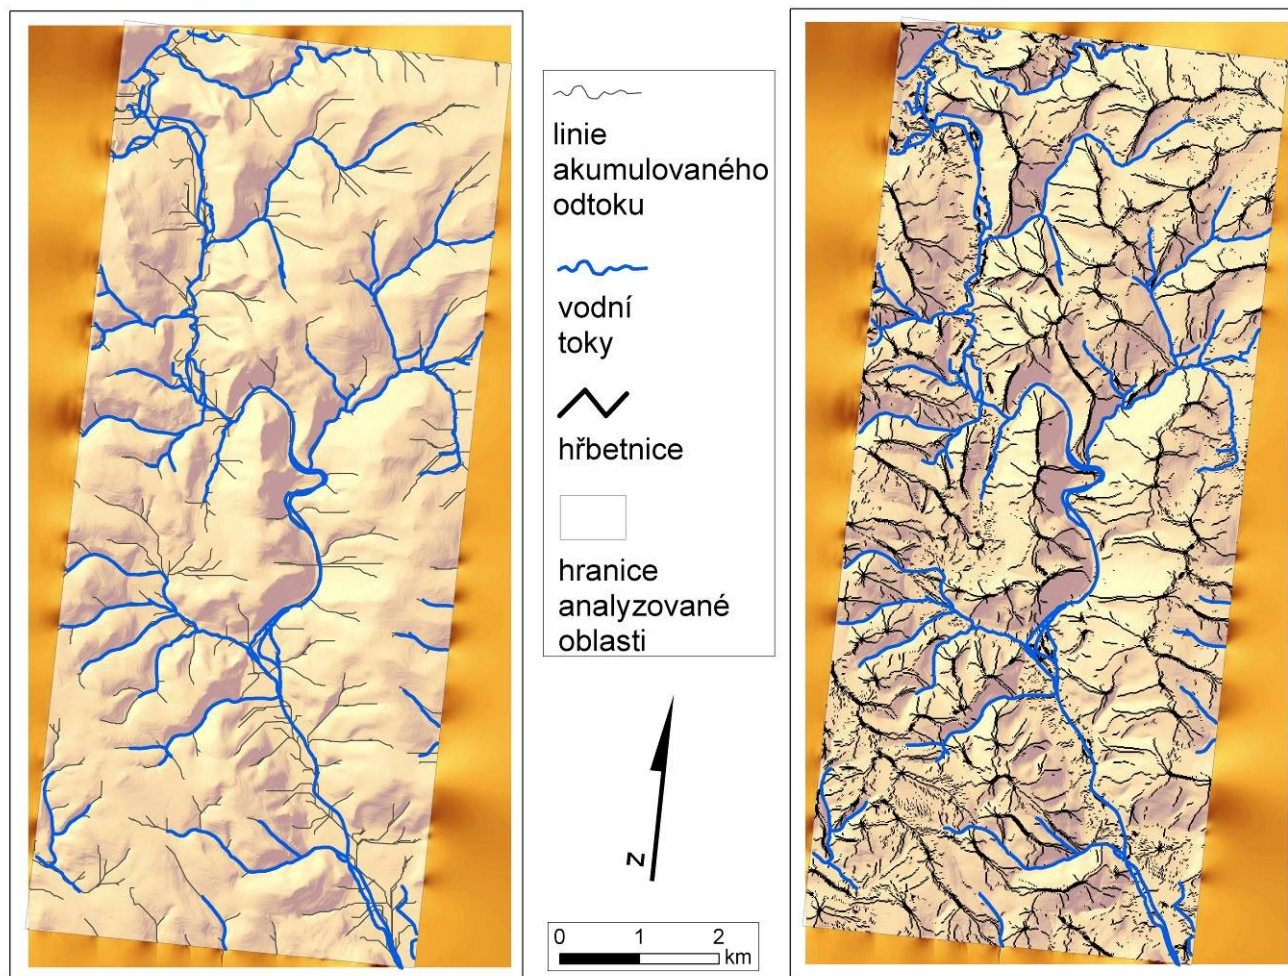 linie
akumulovaného
odtoku
vodní
toky
hřbetnice
hranice
analyzované
oblasti
N
0 1 2
km